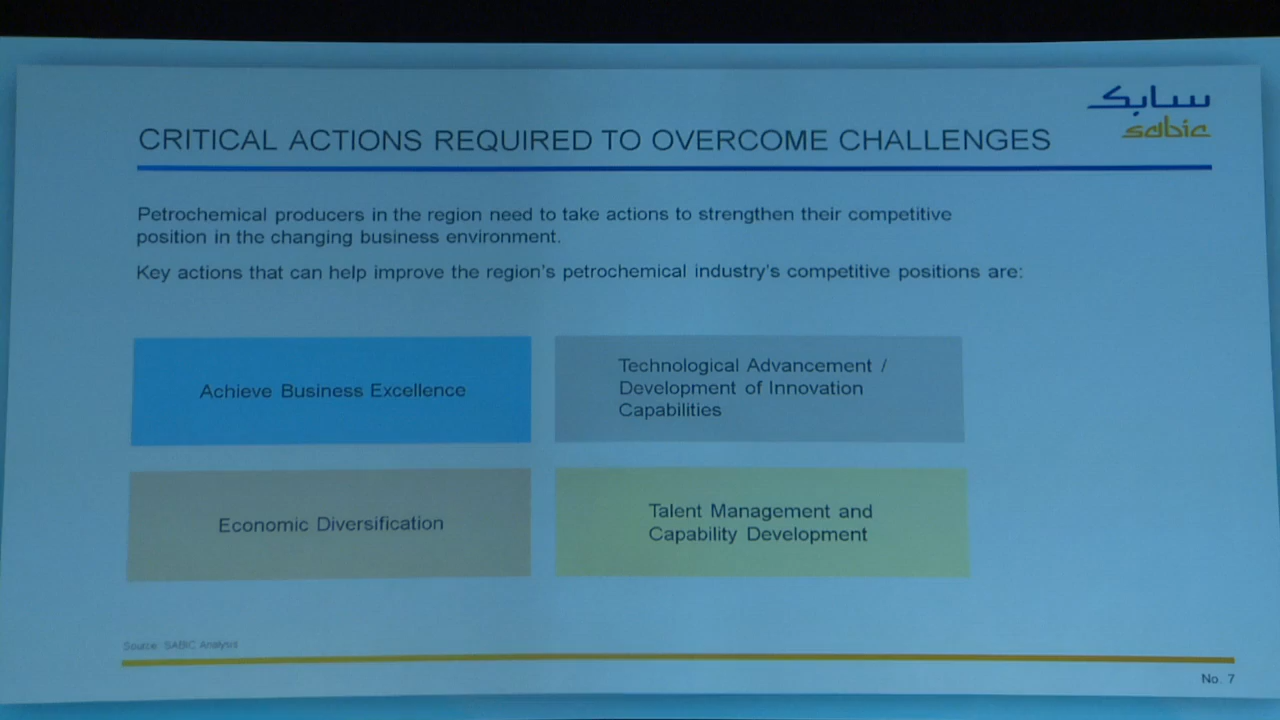 سابك
sabic
CRITICAL ACTIONS REQUIRED TO OVERCOME CHALLENGES
Petrochemical producers in the region need to take actions to strengthen their competitive
position in the changing business environment.
Key actions that can help improve the region's petrochemical industry's competitive positions are:
Achieve Business Excellence
Technological Advancement /
Development of Innovation
Capabilities
Economic Diversification
Talent Management and
Capability Development
Source: SABIC Analysis
No. 7